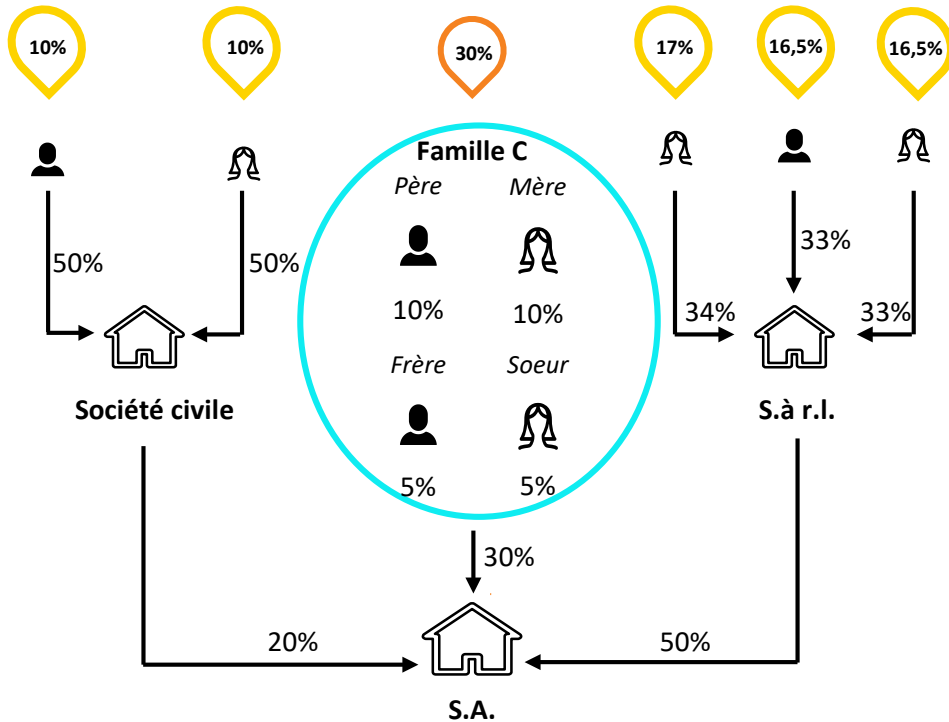 10% 10% 30% 17% 16,5% 16,5%
Famille C
Père Mère
50% 50% 33%
10% 10% 34% 33%
Frère Soeur
Société civile S.à r.l.
5% 5%
30%
20% 50%
S.A.